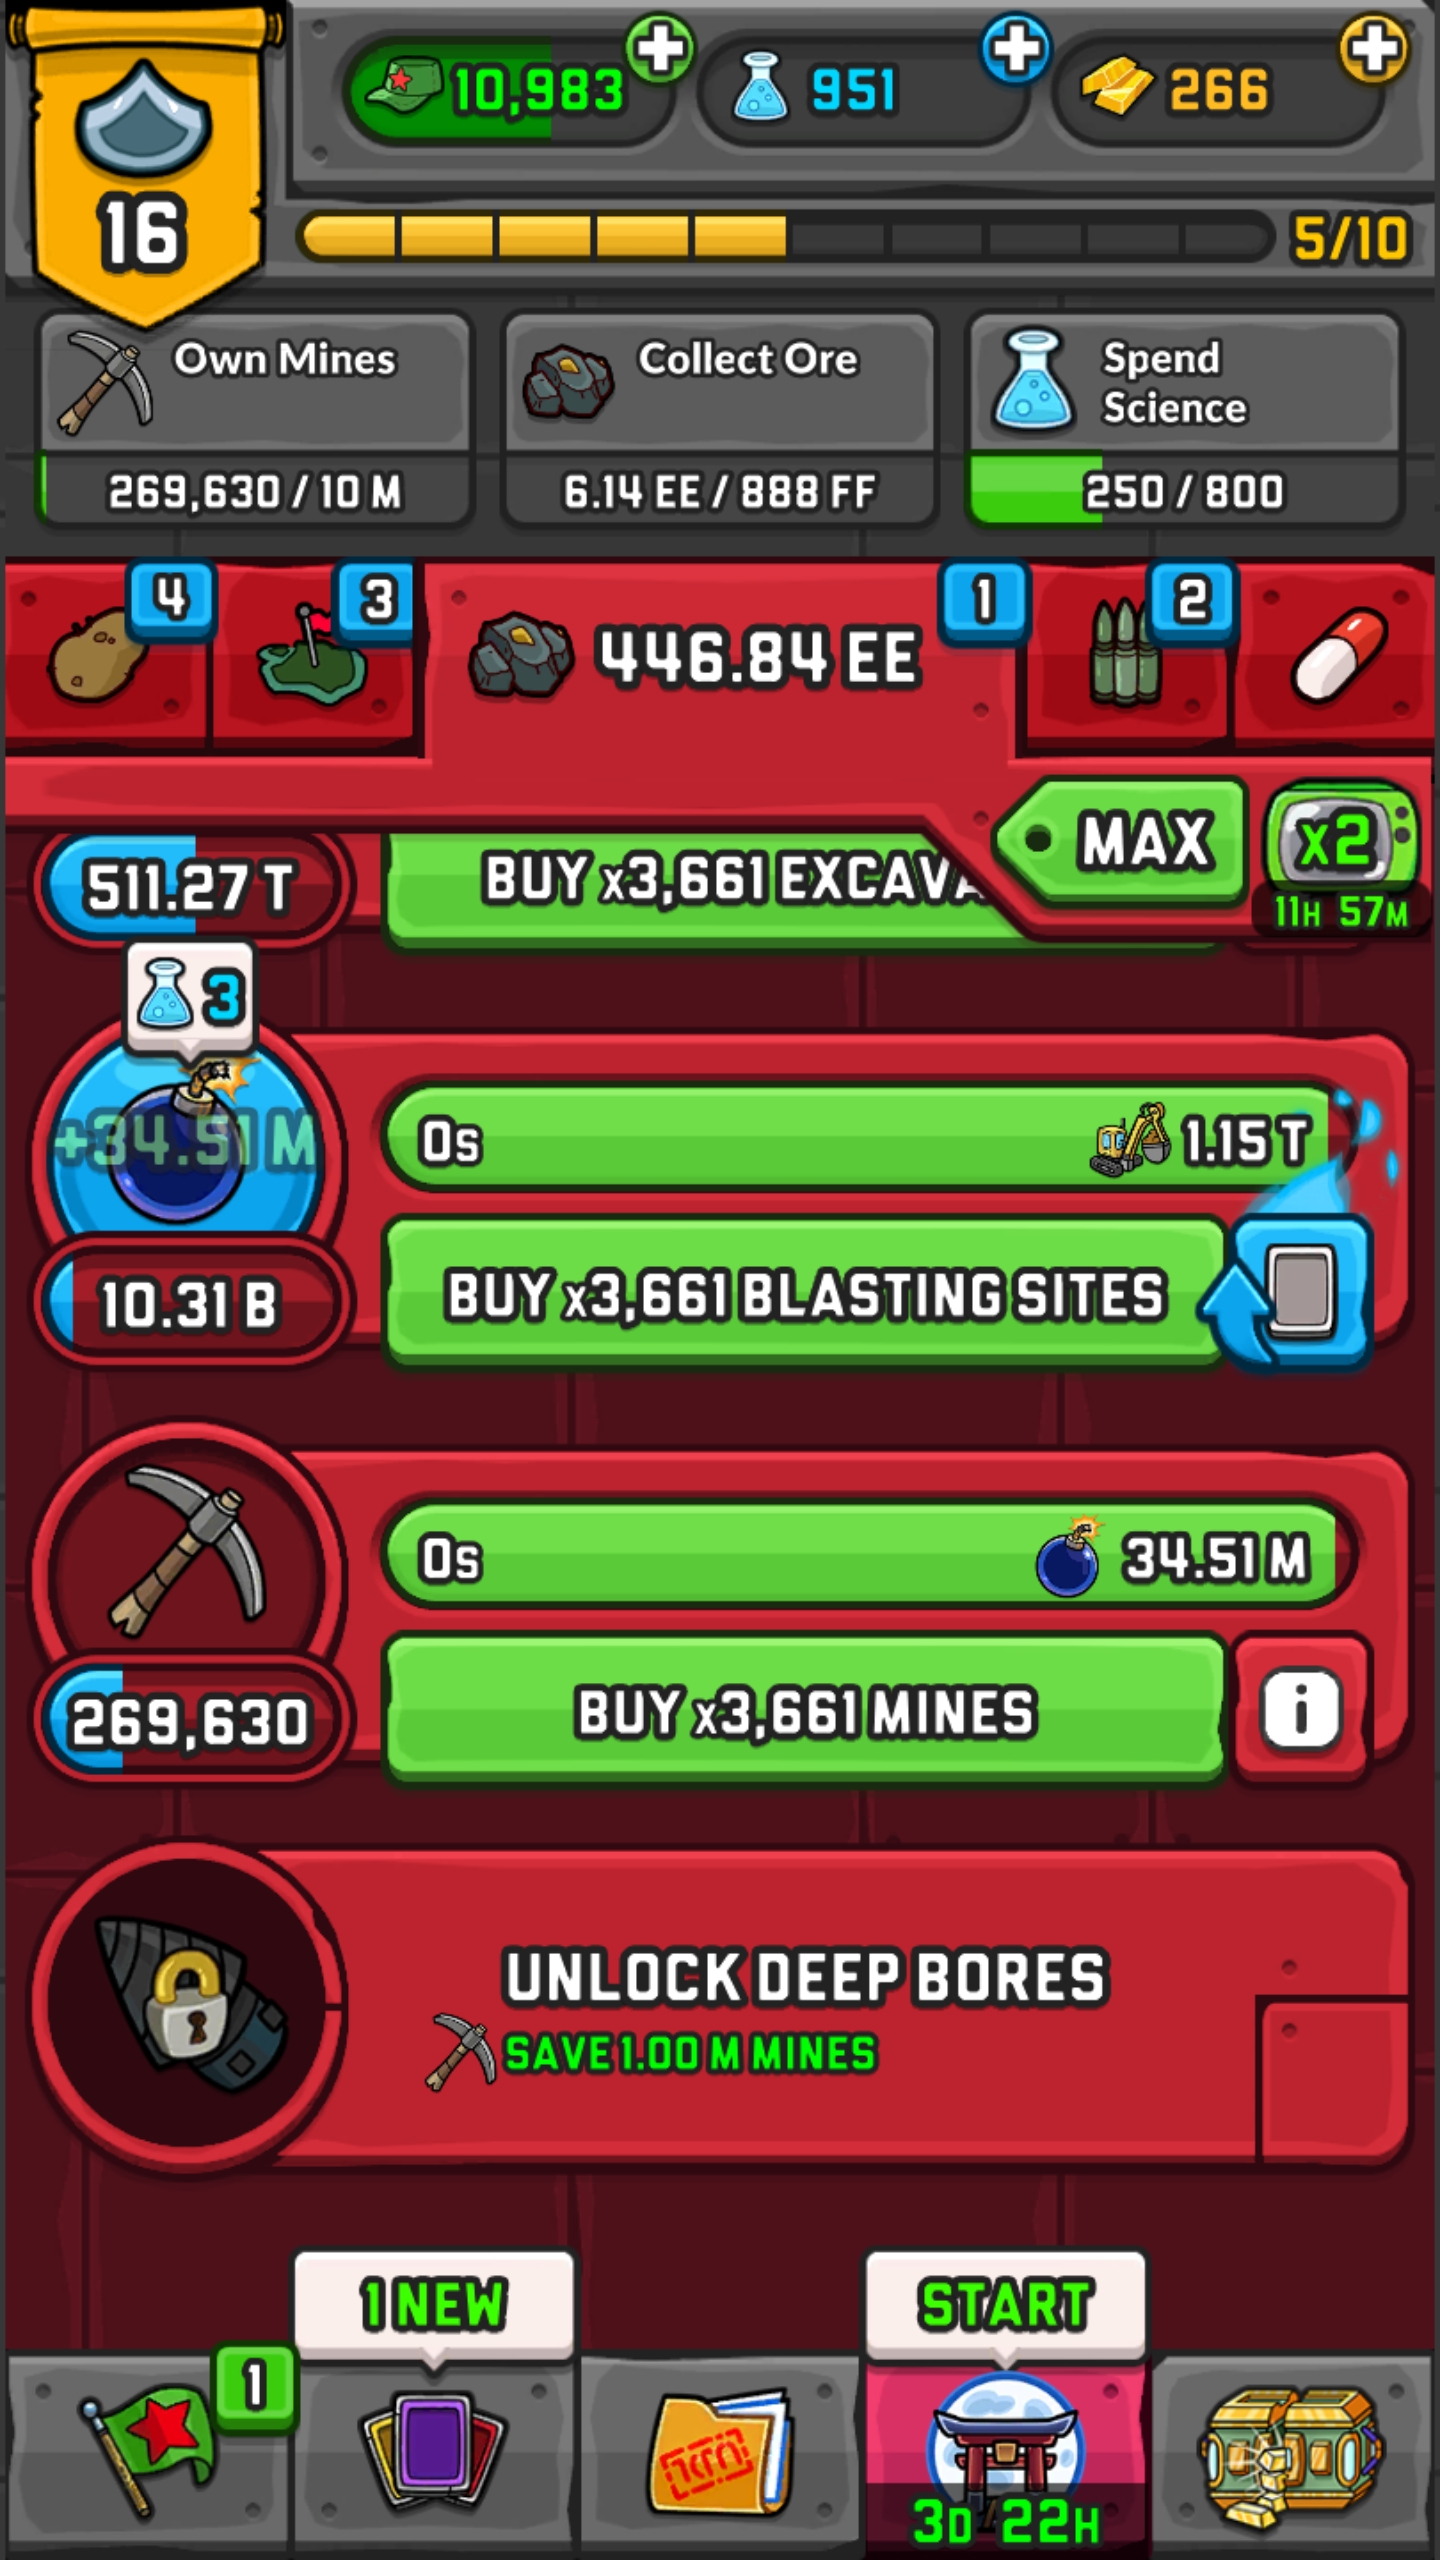 10,983
951
266
16
5/10
Own Mines
269,630 / 10 M
Collect Ore
6.14 EE / 888 FF
Spend
Science
250 / 800
4
3
446.84 EE
1
2
MAX
x2
11H 57M
511.27 T
BUY x3,661 EXCAVA
3
+34.51 M
0s
1.15 T
10.31 B
BUY x3,661 BLASTING SITES
0s
34.51 M
269,630
BUY x3,661 MINES
i
UNLOCK DEEP BORES
SAVE 1.00 M MINES
1 NEW
START
1
3D 22H